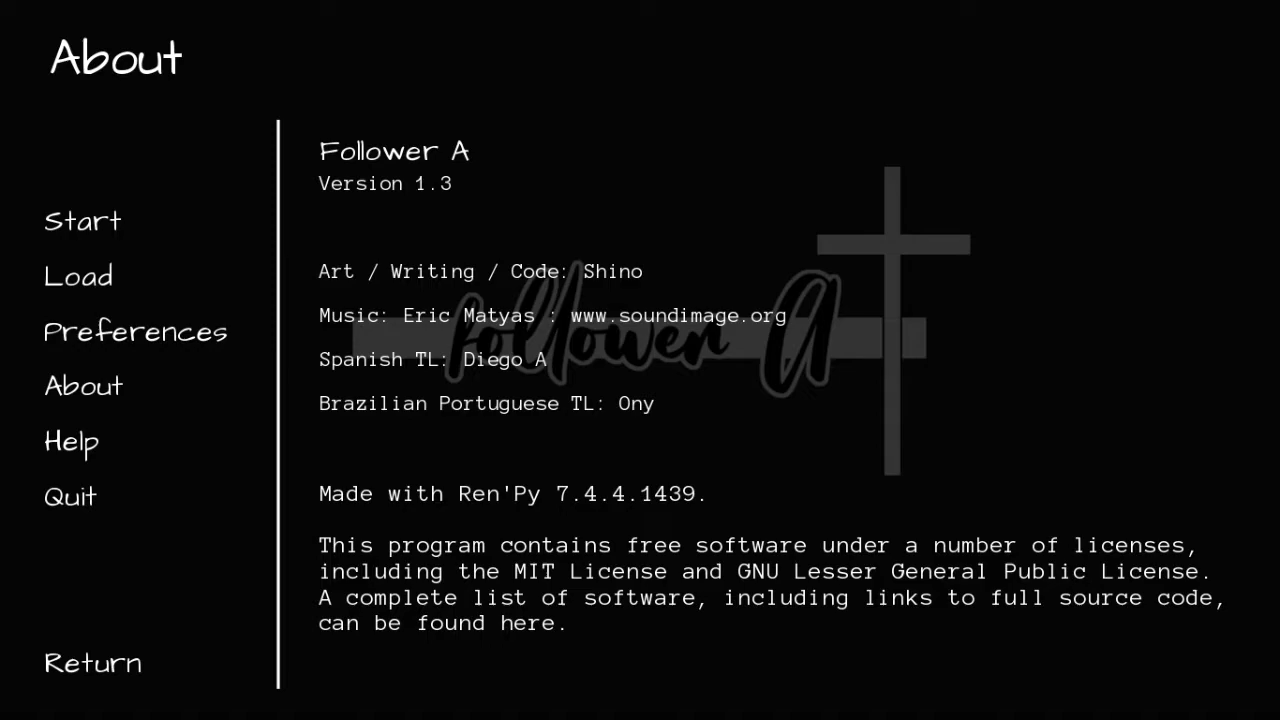 About
Start
Load
Preferences
About
Help
Quit
Return
Follower A
Version 1.3
Art / Writing / Code: Shino
Music: Eric Matyas : www.soundimage.org
Spanish TL: Diego A
Brazilian Portuguese TL: Ony
follower A
Made with Ren'Py 7.4.4.1439.
This program contains free software under a number of licenses,
including the MIT License and GNU Lesser General Public License.
A complete list of software, including links to full source code,
can be found here.